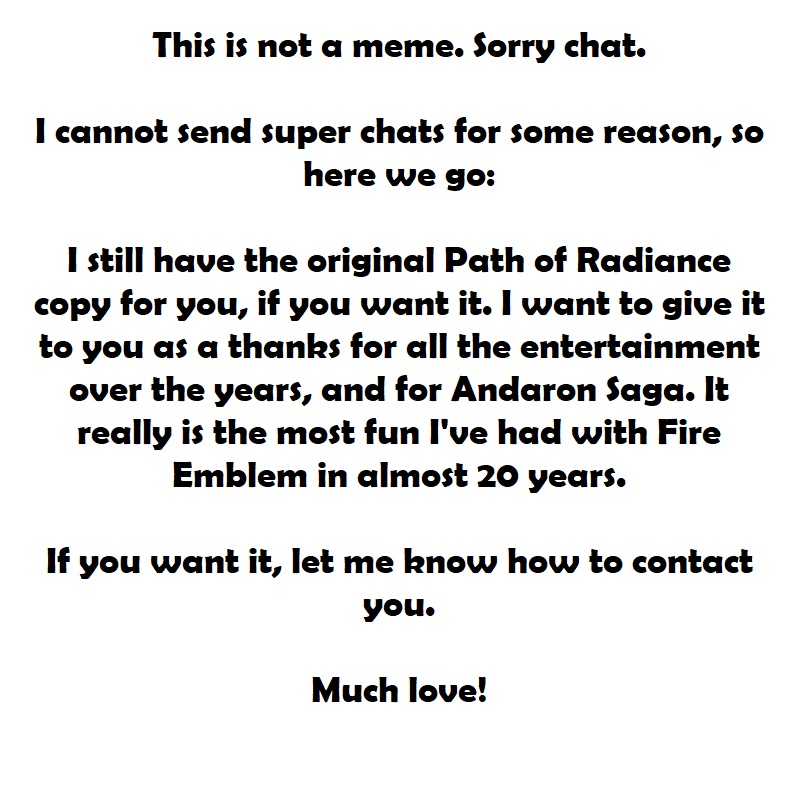 This is not a meme. Sorry chat.
I cannot send super chats for some reason, so
here we go:
I still have the original Path of Radiance
copy for you, if you want it. I want to give it
to you as a thanks for all the entertainment
over the years, and for Andaron Saga. It
really is the most fun I've had with Fire
Emblem in almost 20 years.
If you want it, let me know how to contact
you.
Much love!